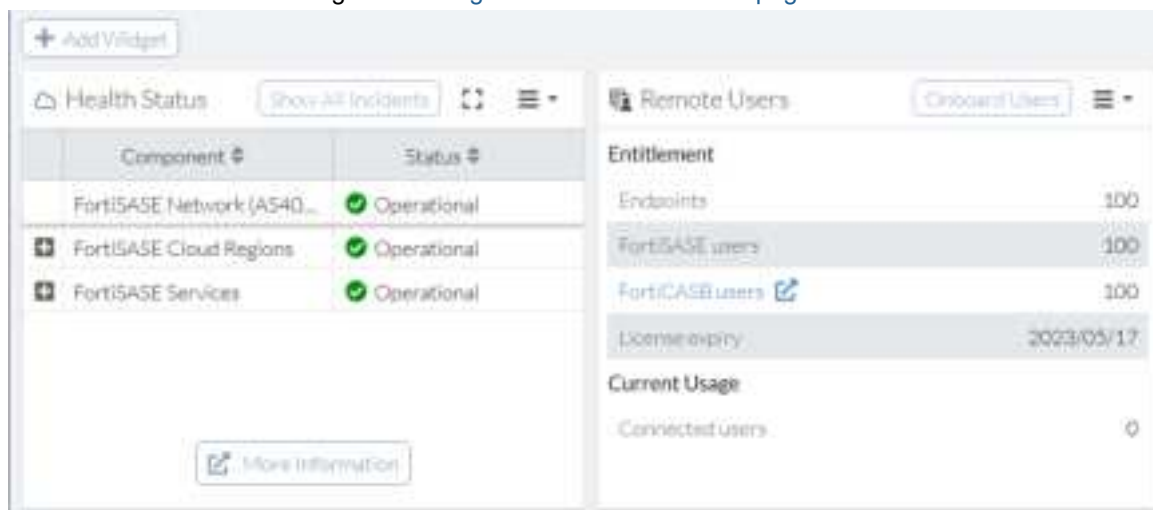 + Add Widget
Health Status
Show All Incidents
Component
Status
FortiSASE Network (AS40...
Operational
FortiSASE Cloud Regions
Operational
FortiSASE Services
Operational
More Information
Remote Users
Onboard Users
Entitlement
Endpoints 100
FortiSASE users 100
FortiCASB users 100
License expiry 2023/05/17
Current Usage
Connected users 0